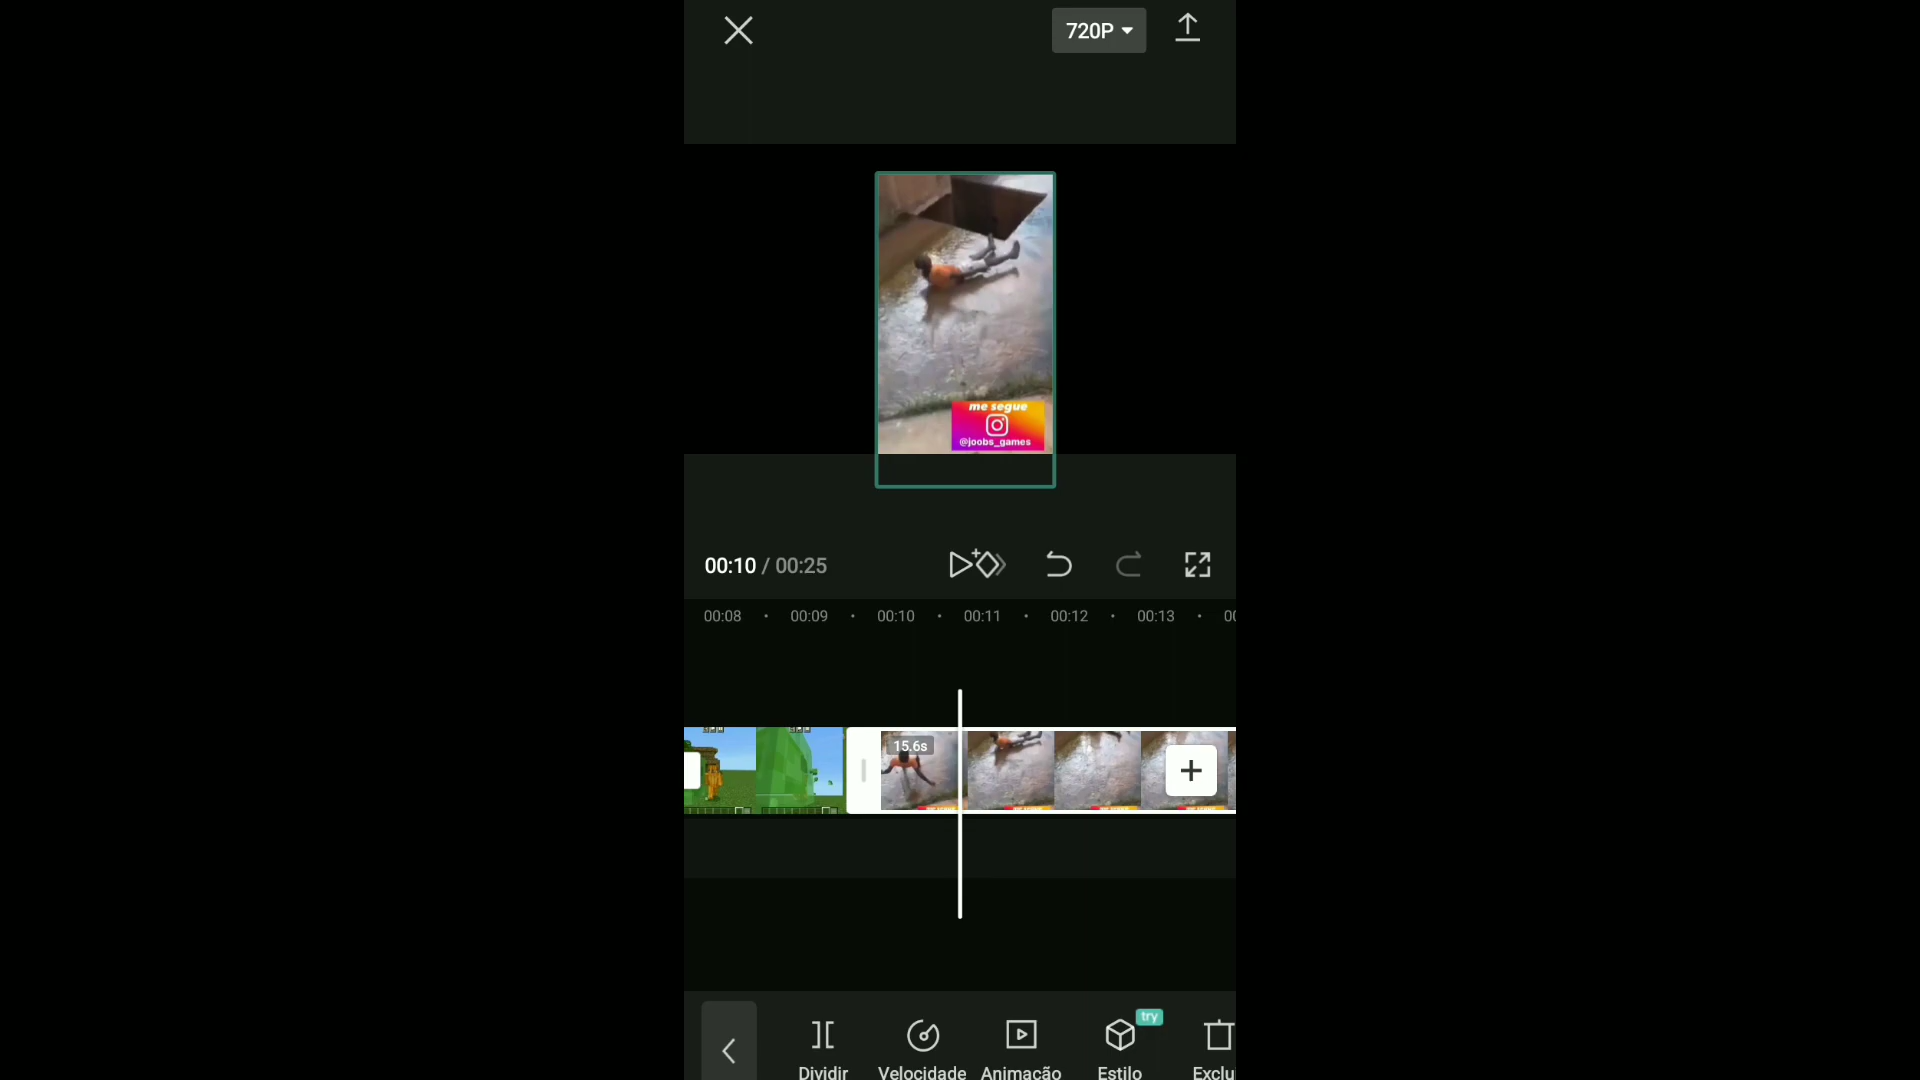 720P
me segue
@joobs_games
00:10 / 00:25
00:08 00:09 00:10 00:11 00:12 00:13
15.6s
try
Dividir Velocidade Animação Estilo Exclu